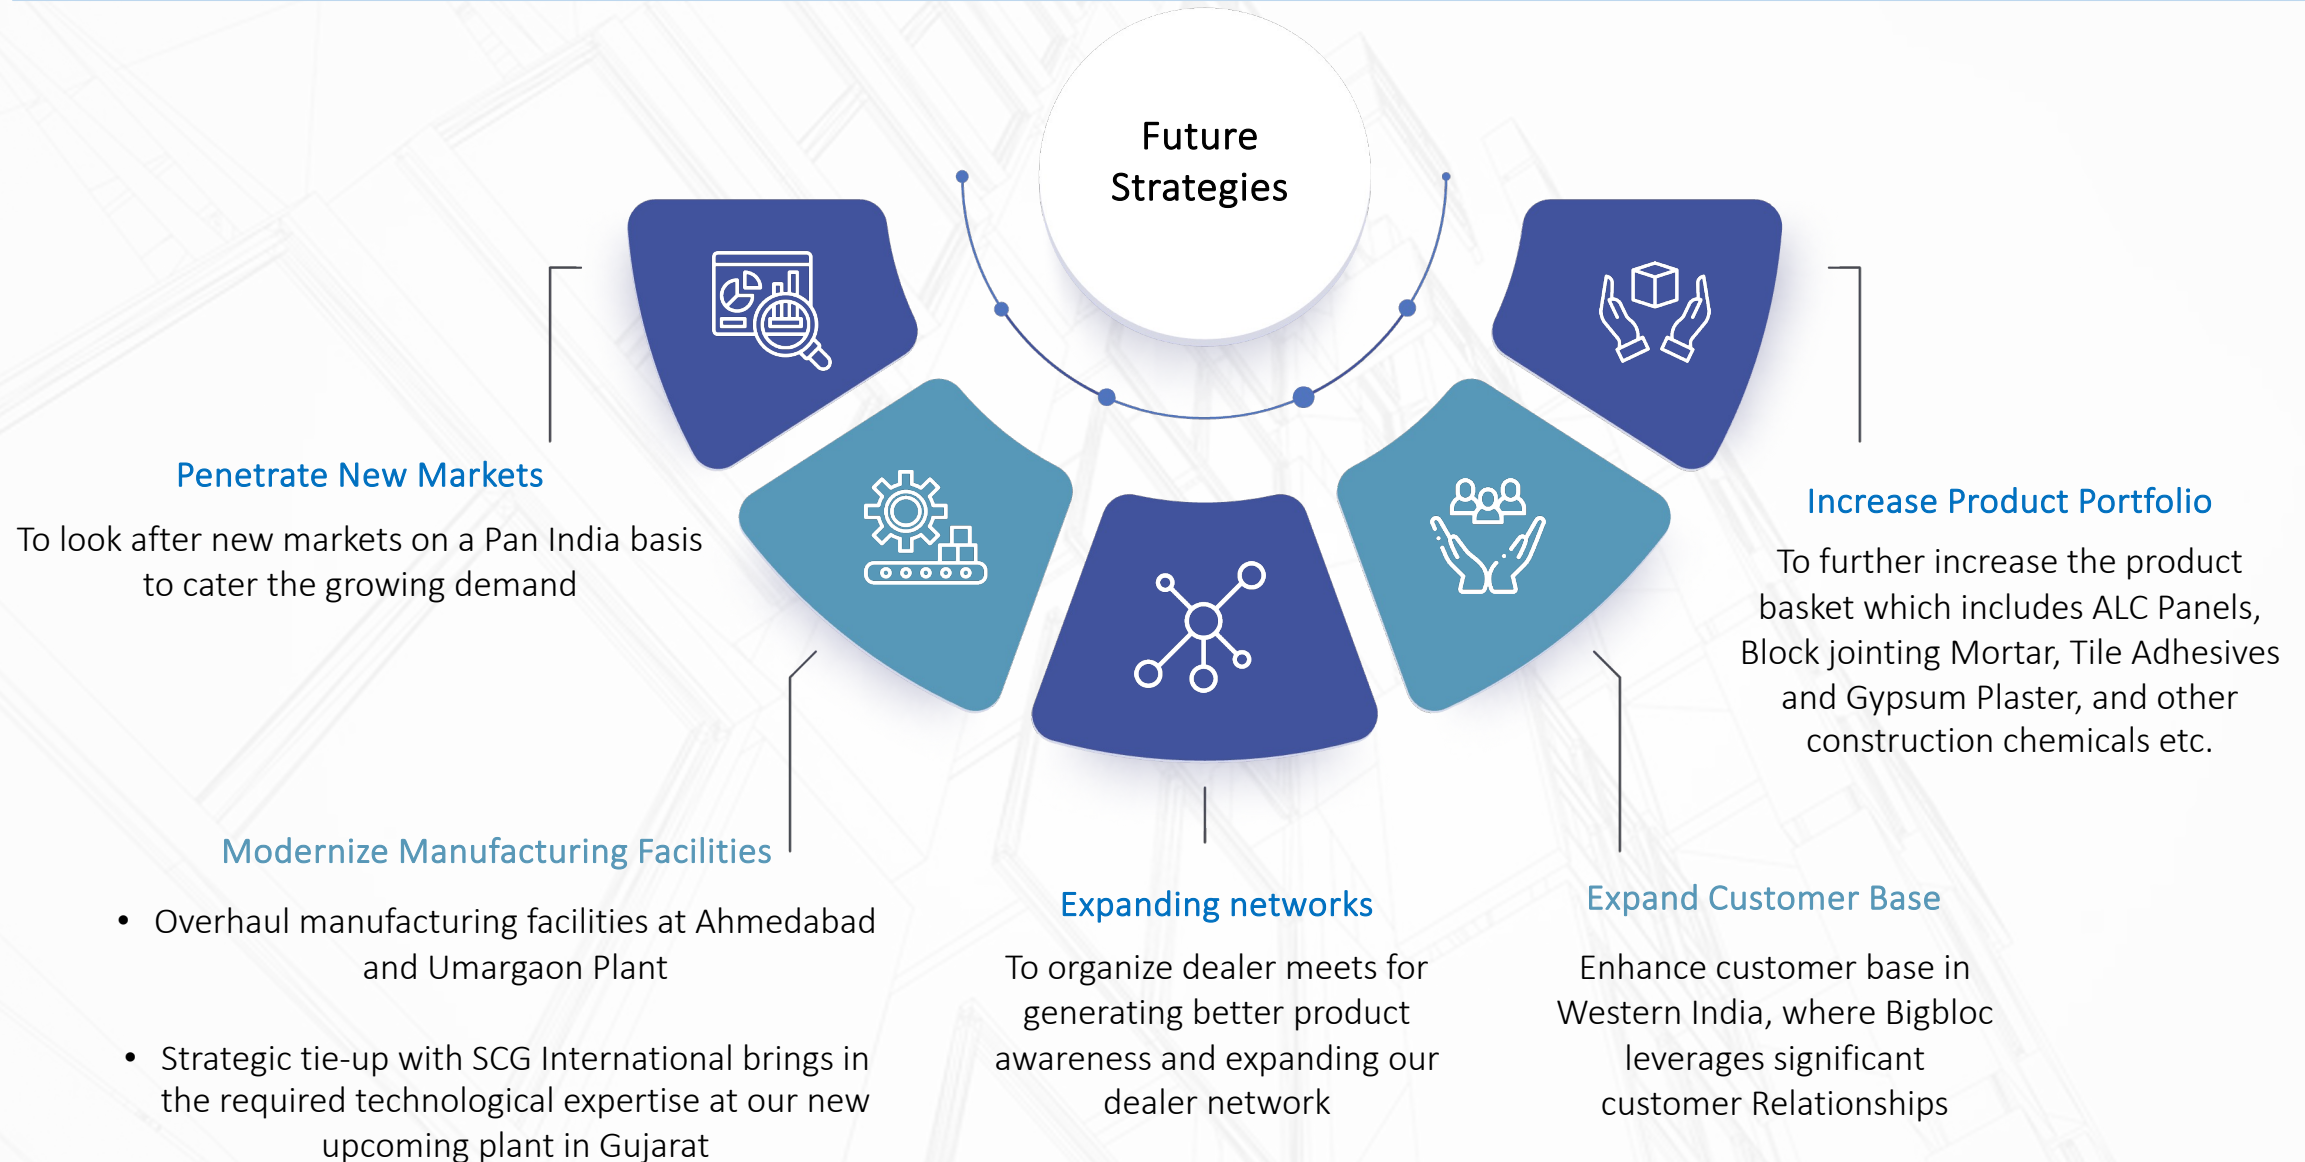 Future
Strategies
Penetrate New Markets
To look after new markets on a Pan India basis
to cater the growing demand
Modernize Manufacturing Facilities
• Overhaul manufacturing facilities at Ahmedabad
and Umargaon Plant
• Strategic tie-up with SCG International brings in
the required technological expertise at our new
upcoming plant in Gujarat
Expanding networks
To organize dealer meets for
generating better product
awareness and expanding our
dealer network
Expand Customer Base
Enhance customer base in
Western India, where Bigbloc
leverages significant
customer Relationships
Increase Product Portfolio
To further increase the product
basket which includes ALC Panels,
Block jointing Mortar, Tile Adhesives
and Gypsum Plaster, and other
construction chemicals etc.